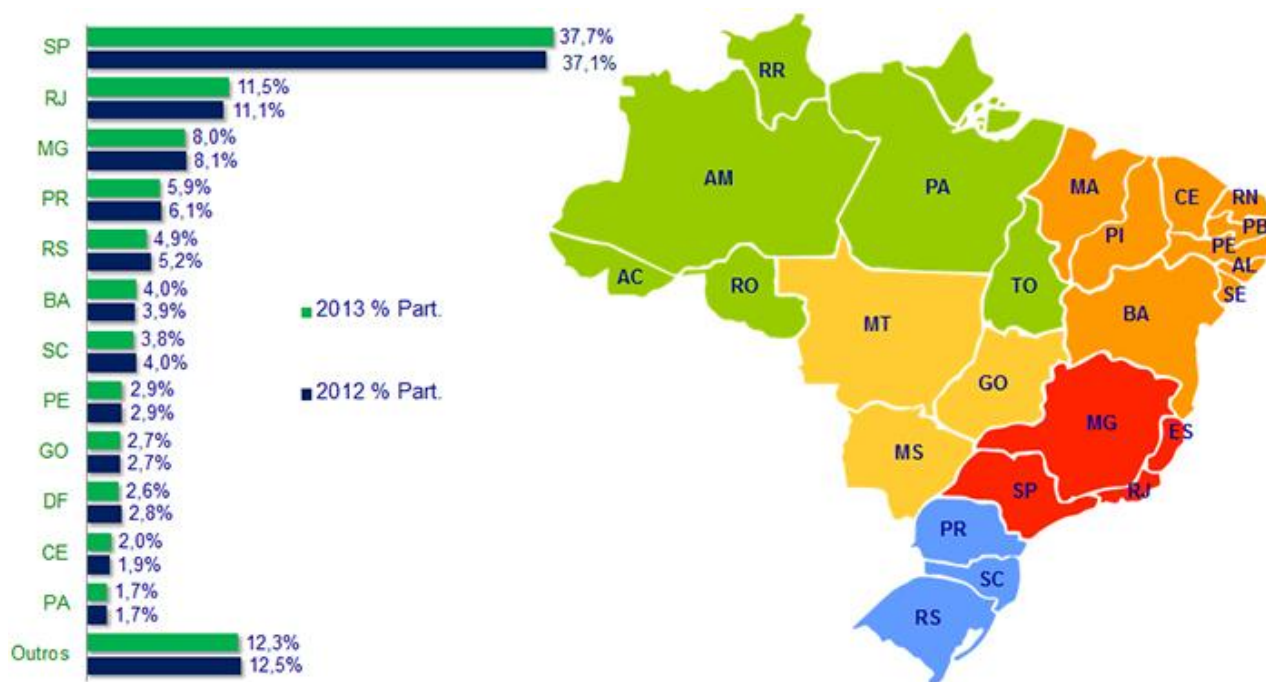 SP
37,7%
37,1%
RJ
11,5%
11,1%
MG
8,0%
8,1%
PR
5,9%
6,1%
RS
4,9%
5,2%
BA
4,0%
3,9%
SC
3,8%
4,0%
PE
2,9%
2,9%
GO
2,7%
2,7%
DF
2,6%
2,8%
CE
2,0%
1,9%
PA
1,7%
1,7%
Outros
12,3%
12,5%
2013 % Part.
2012 % Part.
RR
AM
PA
MA
CE
RN
PB
PI
PE
AL
SE
AC
RO
TO
BA
MT
GO
MG
ES
MS
SP
RJ
PR
SC
RS